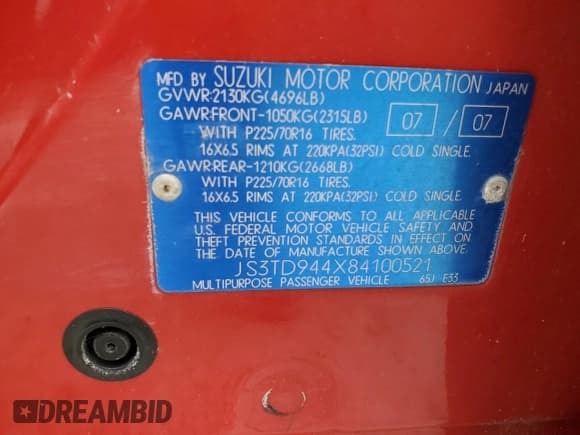 MFD BY SUZUKI MOTOR CORPORATION JAPAN
GVWR:2130KG(4696LB)
GAWR:FRONT-1050KG(2315LB) 07 / 07
WITH P225/70R16 TIRES.
16X6.5 RIMS AT 220KPA(32PSI) COLD SINGLE.
GAWR:REAR-1210KG(2668LB)
WITH P225/70R16 TIRES.
16X6.5 RIMS AT 220KPA(32PSI) COLD SINGLE.
THIS VEHICLE CONFORMS TO ALL APPLICABLE
U.S. FEDERAL MOTOR VEHICLE SAFETY AND
THEFT PREVENTION STANDARDS IN EFFECT ON
THE DATE OF MANUFACTURE SHOWN ABOVE.
JS3TD944X84100521
MULTIPURPOSE PASSENGER VEHICLE 65J E33
DREAMBID